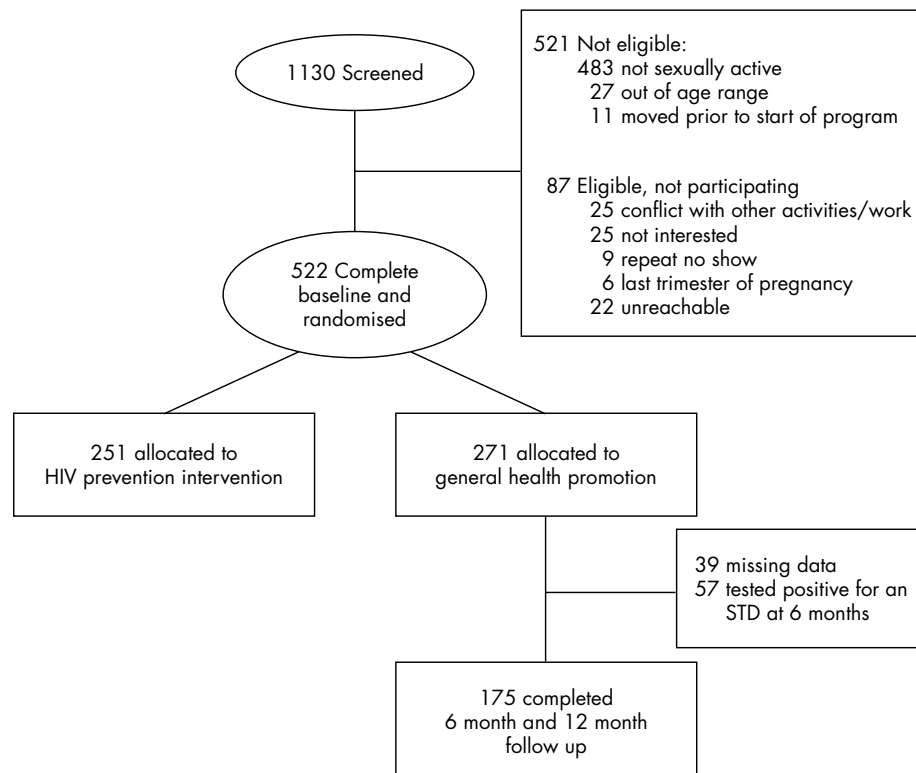 1130 Screened
521 Not eligible:
483 not sexually active
27 out of age range
11 moved prior to start of program
87 Eligible, not participating
25 conflict with other activities/work
25 not interested
9 repeat no show
6 last trimester of pregnancy
22 unreachable
522 Complete
baseline and
randomised
251 allocated to
HIV prevention intervention
271 allocated to
general health promotion
39 missing data
57 tested positive for an
STD at 6 months
175 completed
6 month and 12 month
follow up